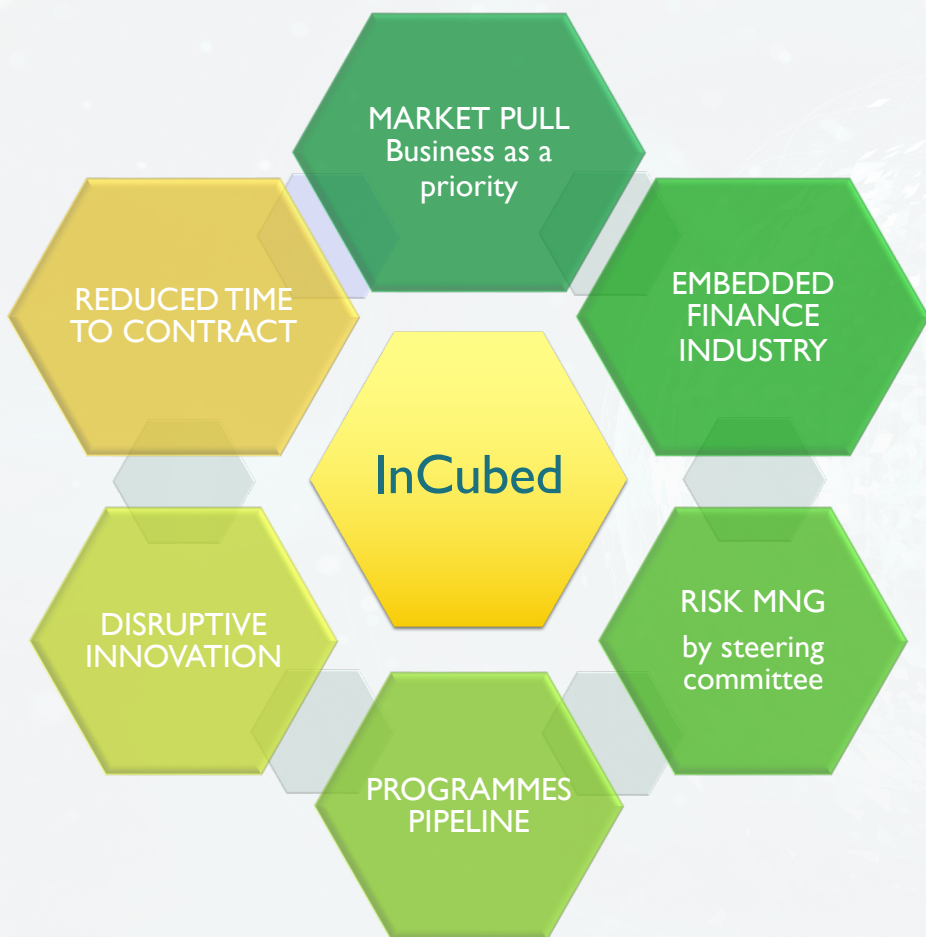 MARKET PULL
Business as a
priority
REDUCED TIME
TO CONTRACT
EMBEDDED
FINANCE
INDUSTRY
InCubed
DISRUPTIVE
INNOVATION
RISK MNG
by steering
committee
PROGRAMMES
PIPELINE